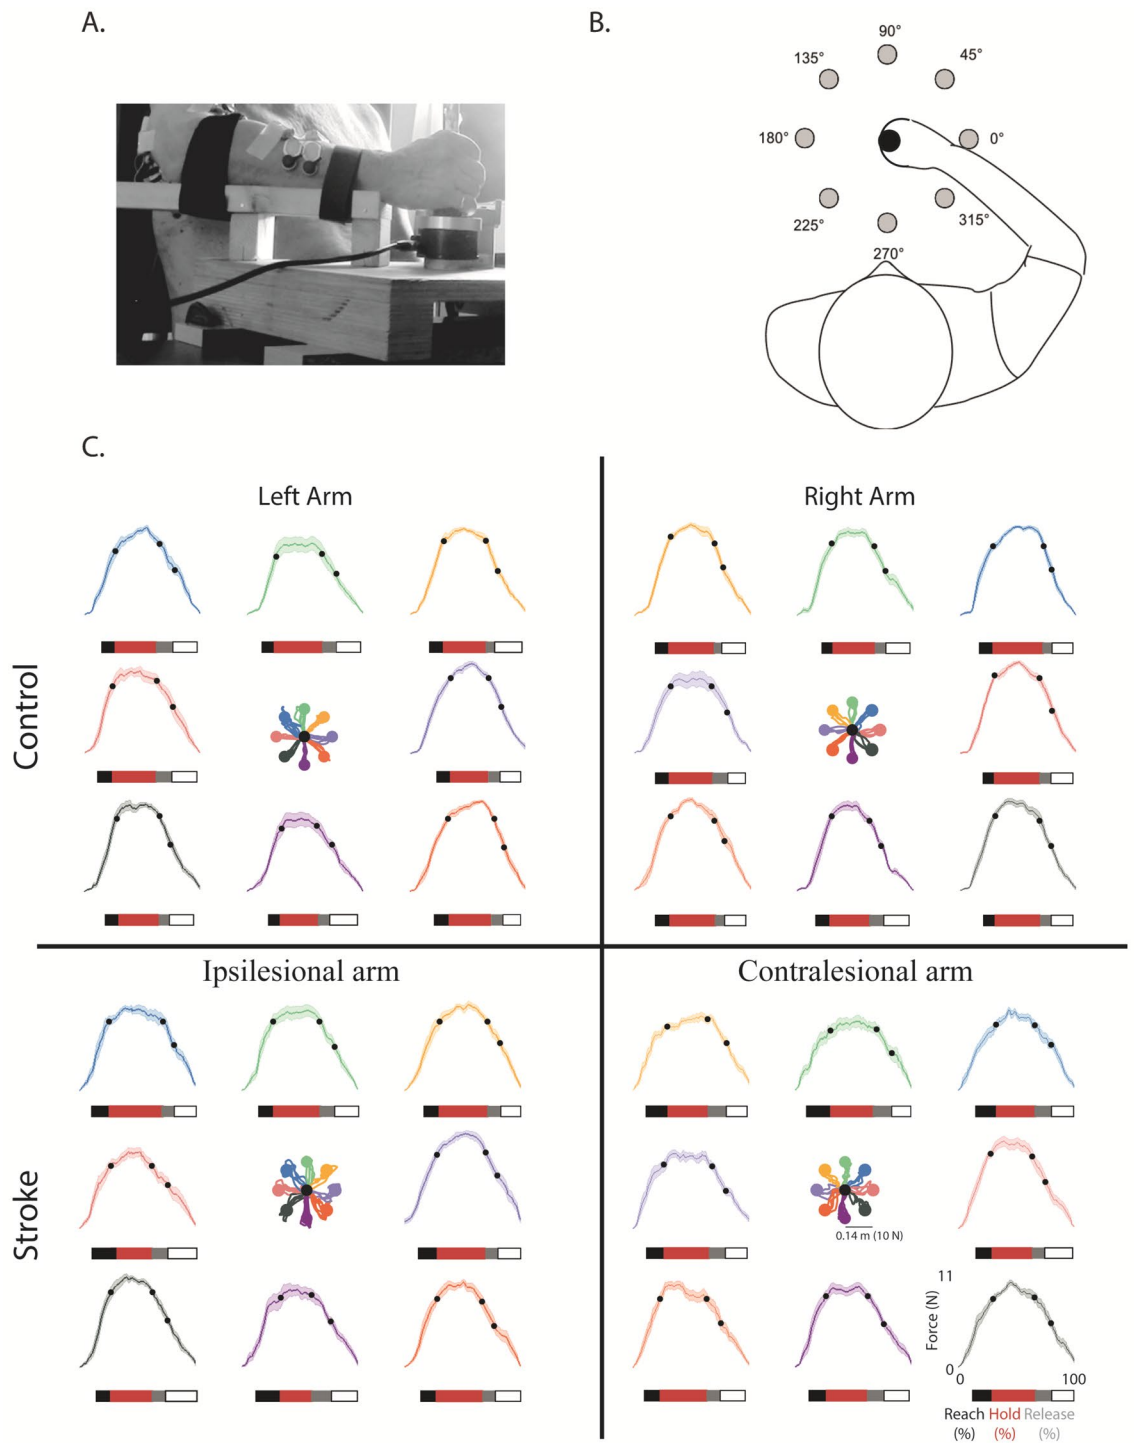 A.
B.
90°
135°
45°
180°
0°
225°
315°
270°
C.
Left Arm
Right Arm
Control
Ipsilesional arm
Contralesional arm
Stroke
0.14 m (10 N)
11
Force (N)
0
0
100
Reach Hold Release
(%) (%) (%)